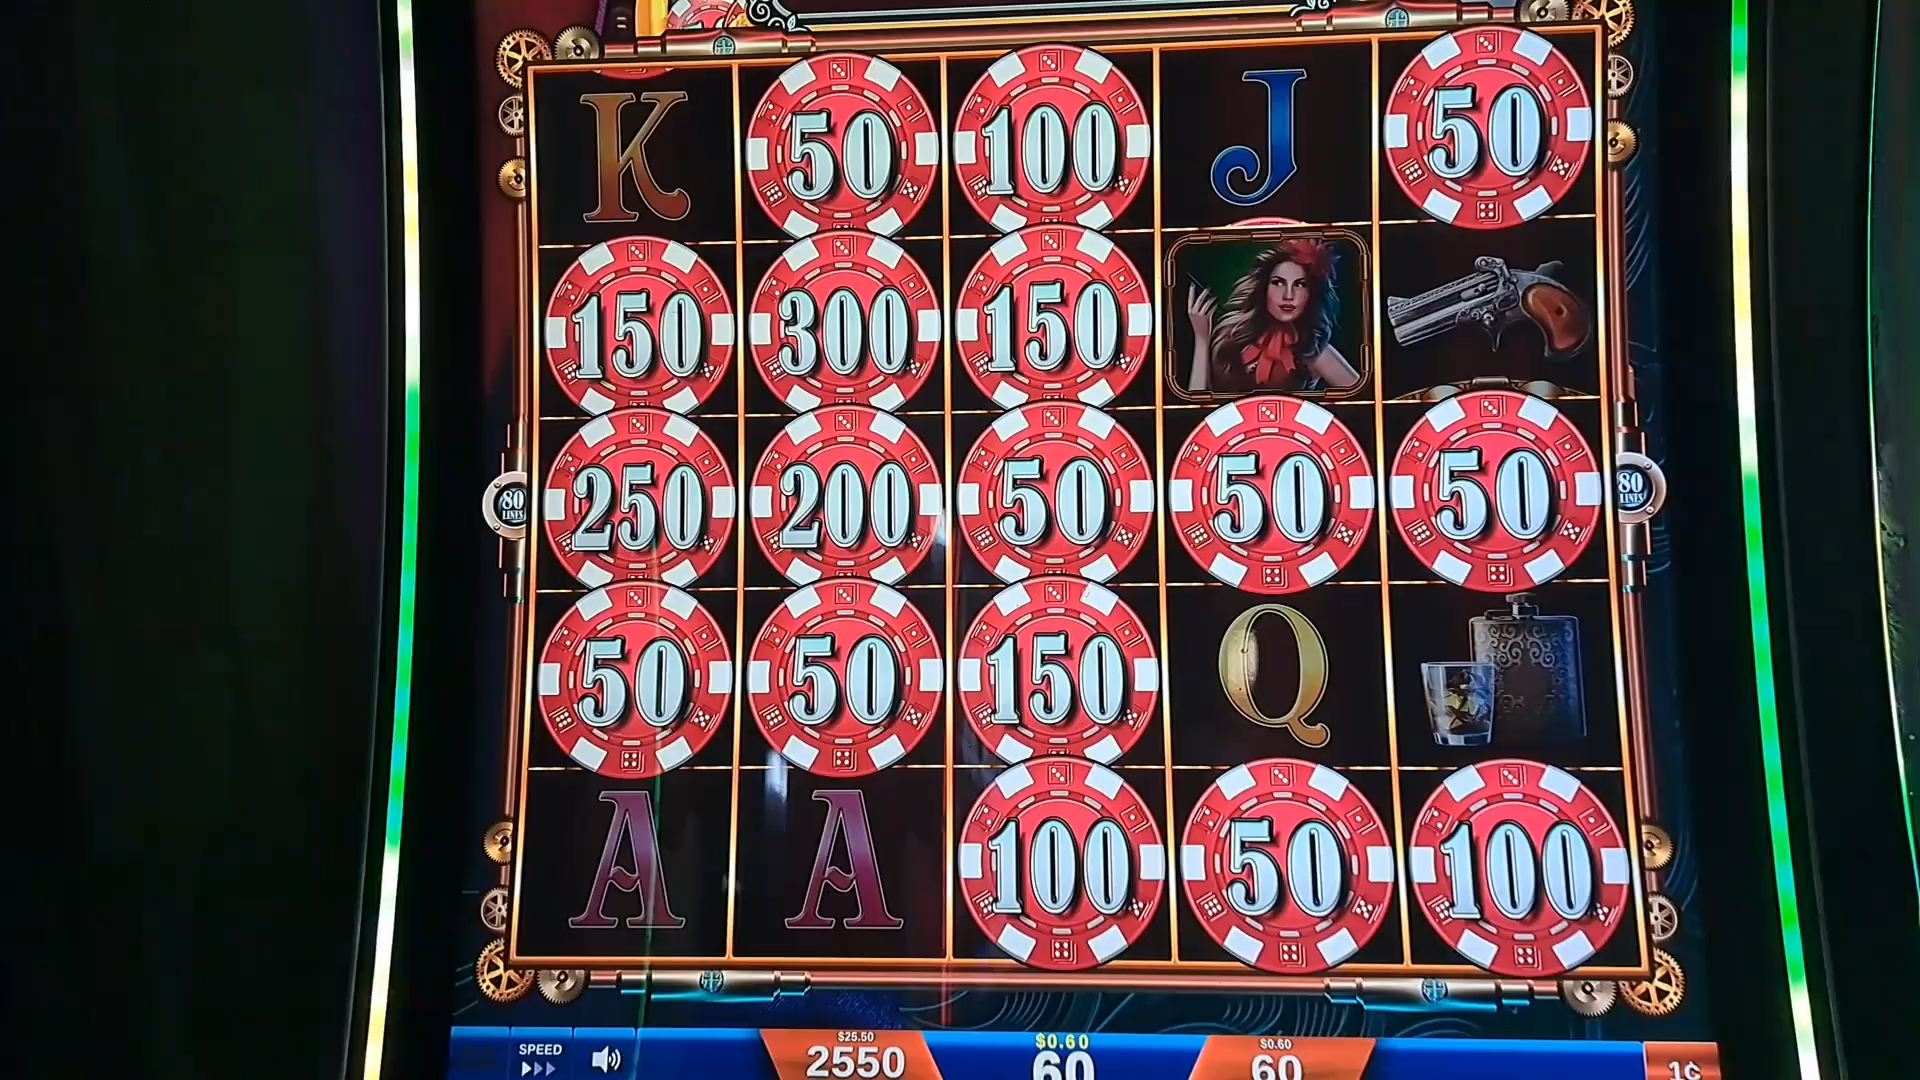 K 50 100 J 50
150 300 150
250 200 50 50 50
80 LINES
80 LINES
50 50 150 Q
A A 100 50 100
SPEED
$25.50
2550
$0.60
60
$0.60
60
1¢